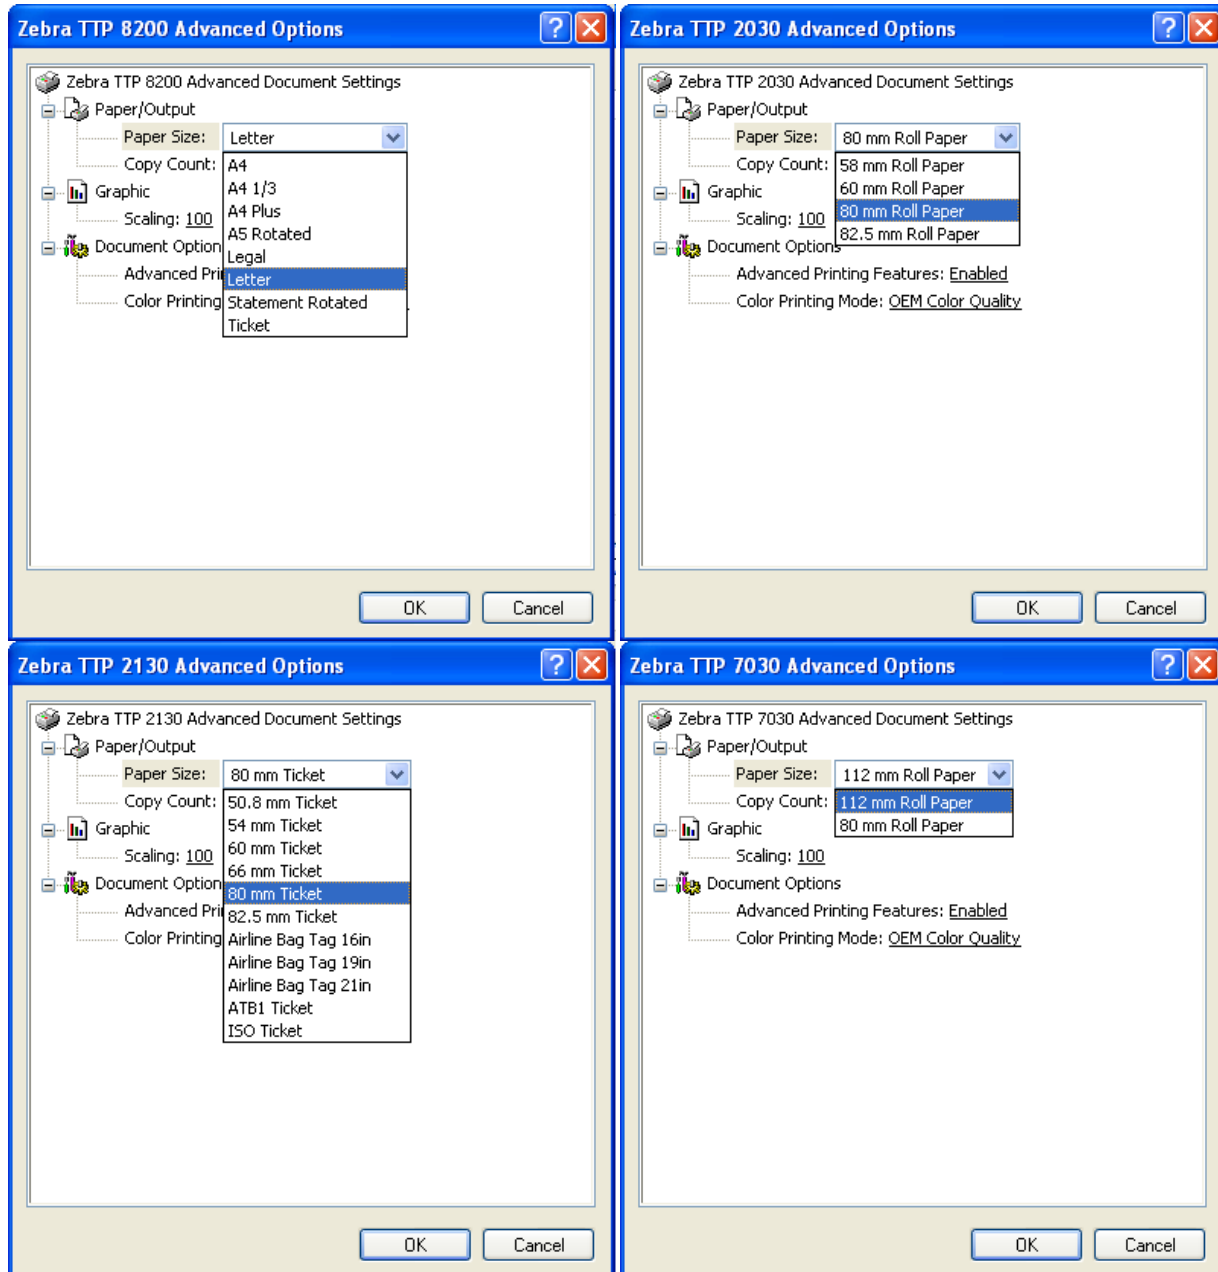 Zebra TTP 8200 Advanced Options
Zebra TTP 8200 Advanced Document Settings
Paper/Output
Paper Size: Letter
Copy Count:
A4
A4 1/3
A4 Plus
A5 Rotated
Legal
Letter
Statement Rotated
Ticket
Graphic
Scaling: 100
Document Option
Advanced Pri
Color Printing
OK Cancel
Zebra TTP 2030 Advanced Options
Zebra TTP 2030 Advanced Document Settings
Paper/Output
Paper Size: 80 mm Roll Paper
Copy Count:
58 mm Roll Paper
60 mm Roll Paper
80 mm Roll Paper
82.5 mm Roll Paper
Graphic
Scaling: 100
Document Options
Advanced Printing Features: Enabled
Color Printing Mode: OEM Color Quality
OK Cancel
Zebra TTP 2130 Advanced Options
Zebra TTP 2130 Advanced Document Settings
Paper/Output
Paper Size: 80 mm Ticket
Copy Count:
50.8 mm Ticket
54 mm Ticket
60 mm Ticket
66 mm Ticket
80 mm Ticket
82.5 mm Ticket
Airline Bag Tag 16in
Airline Bag Tag 19in
Airline Bag Tag 21in
ATB1 Ticket
ISO Ticket
Graphic
Scaling: 100
Document Option
Advanced Pri
Color Printing
OK Cancel
Zebra TTP 7030 Advanced Options
Zebra TTP 7030 Advanced Document Settings
Paper/Output
Paper Size: 112 mm Roll Paper
Copy Count:
112 mm Roll Paper
80 mm Roll Paper
Graphic
Scaling: 100
Document Options
Advanced Printing Features: Enabled
Color Printing Mode: OEM Color Quality
OK Cancel